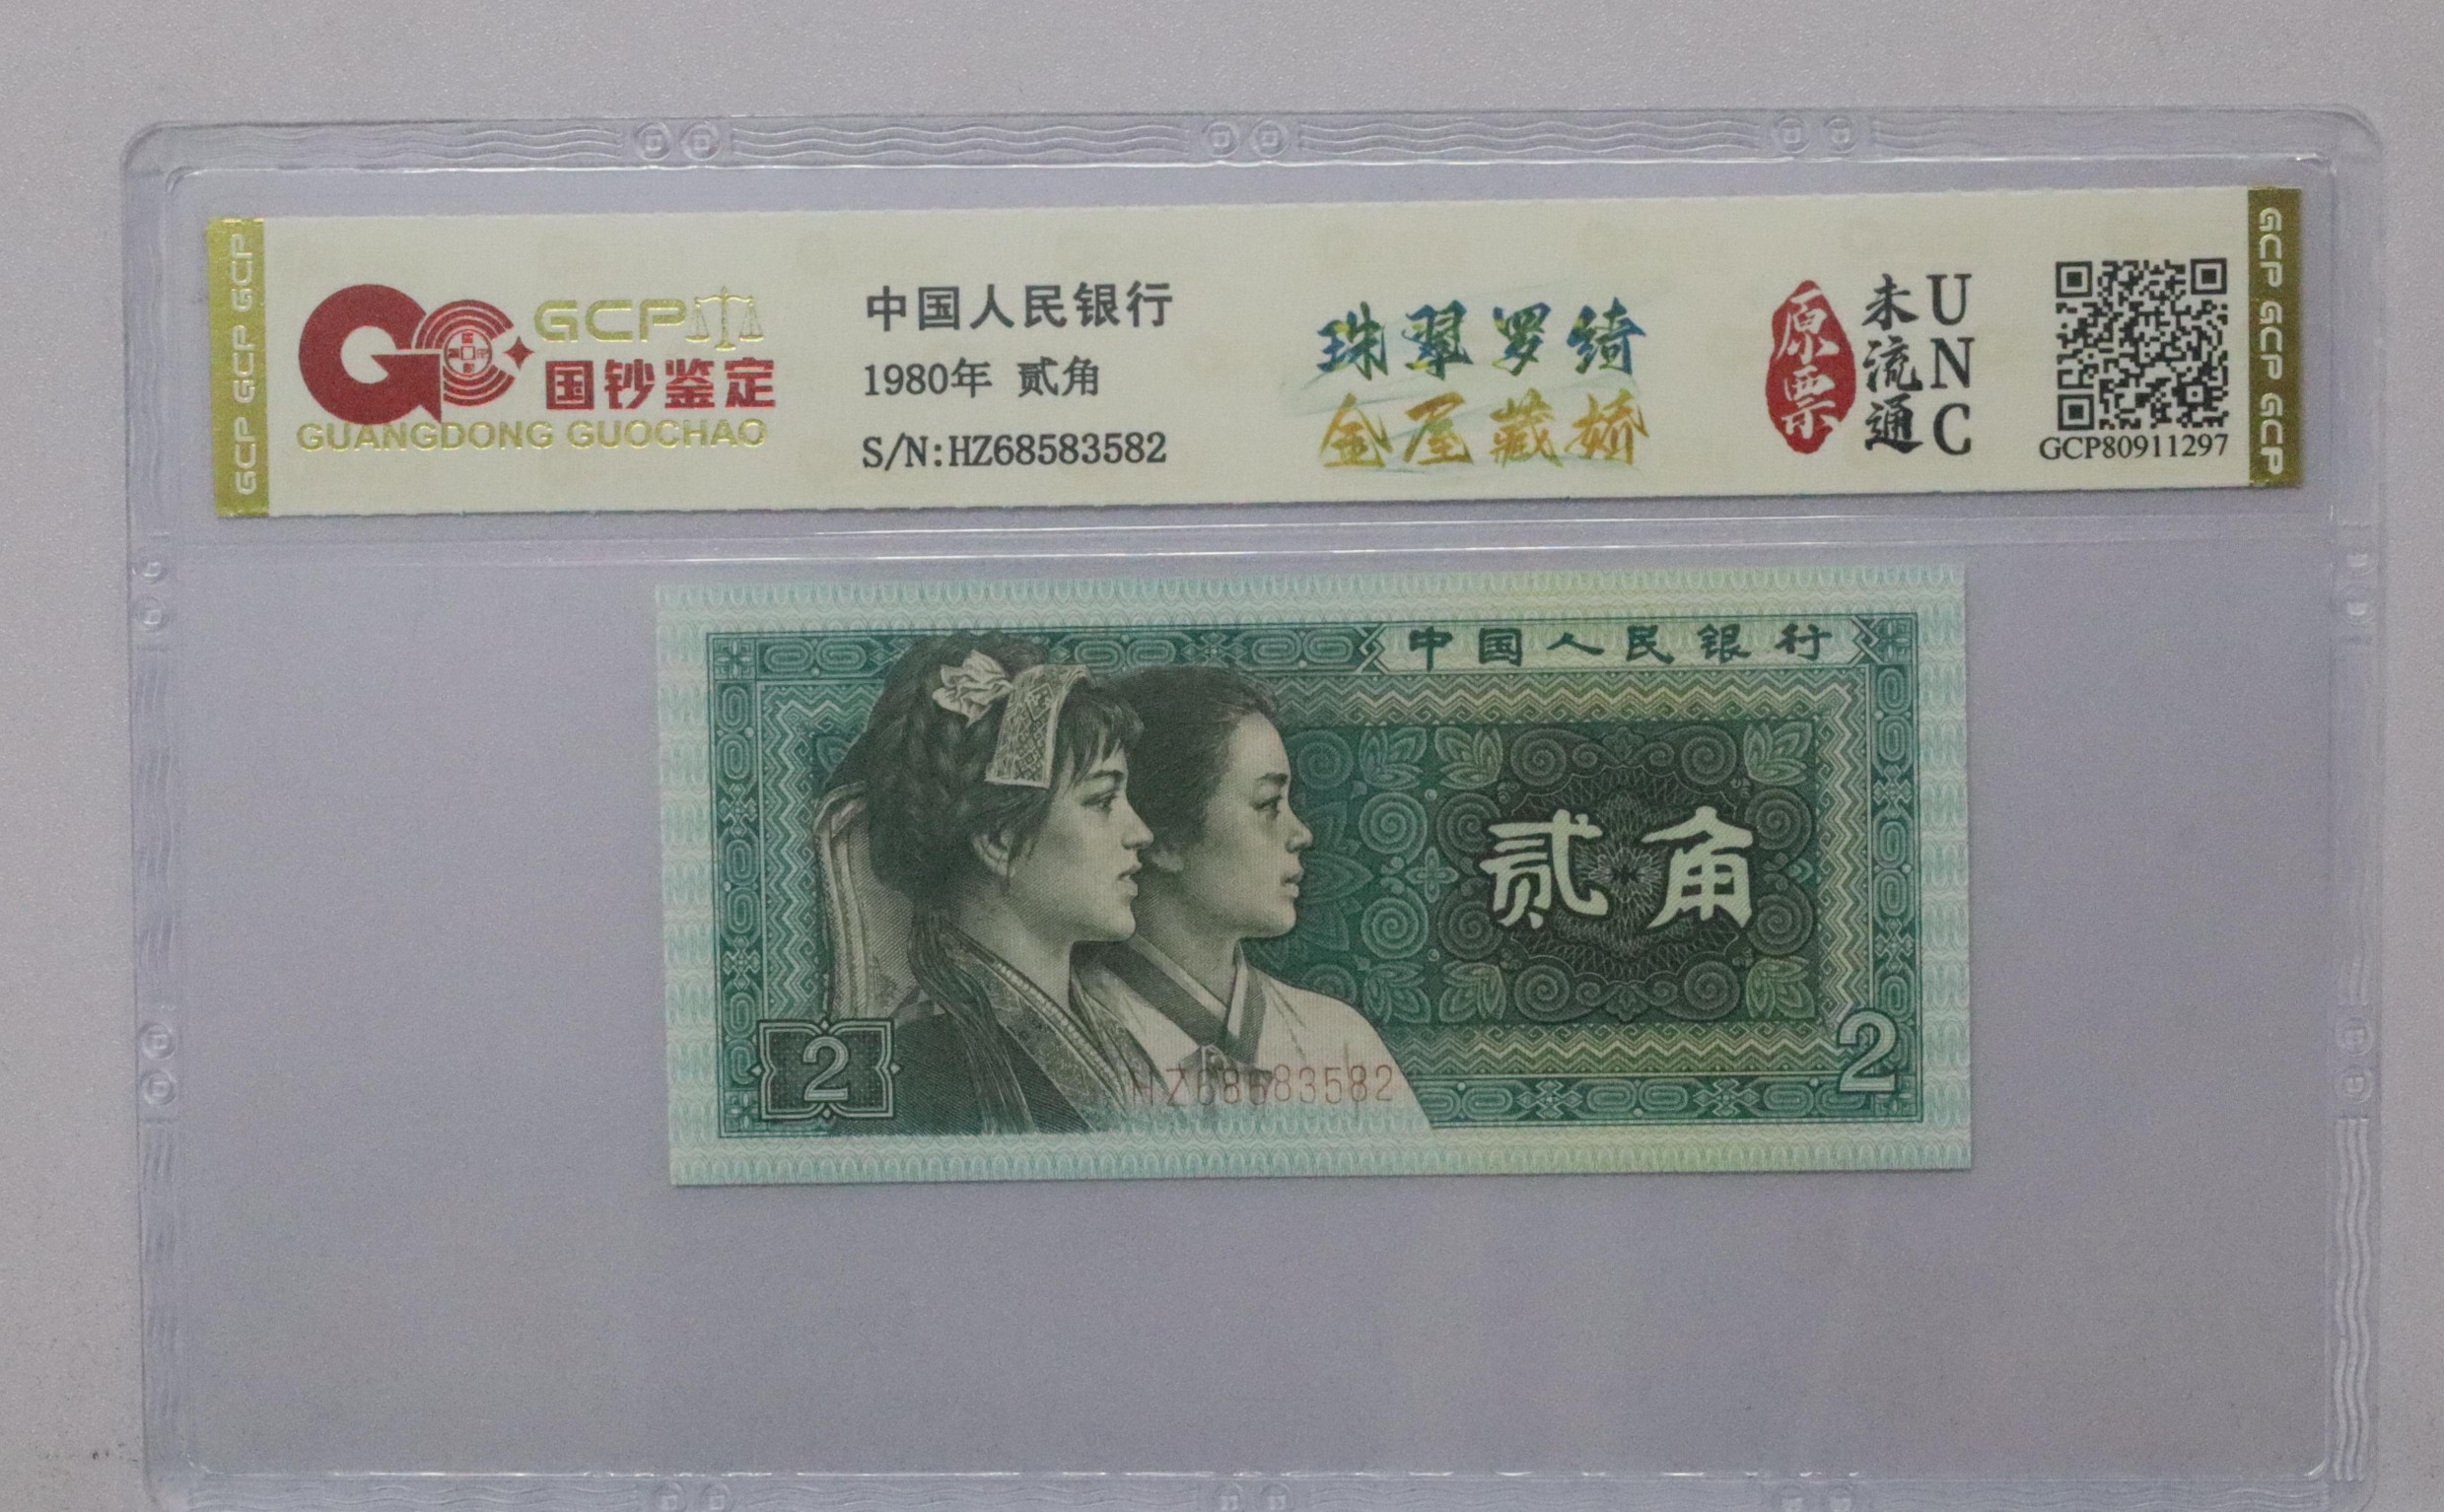 GCP GCP GCP
GCP
国钞鉴定
GUANGDONG GUOCHAO
中国人民银行
1980年 贰角
S/N:HZ68583582
珠翠罗绮
金屋藏娇
原票
未流通
UNC
GCP80911297
GCP GCP GCP
中国人民银行
贰角
2
HZ68583582
2